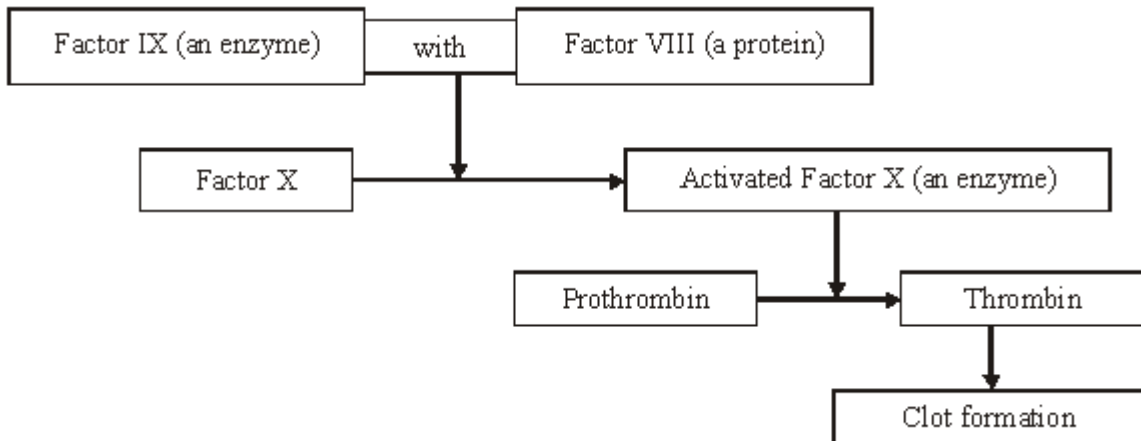 Factor IX (an enzyme)
with
Factor VIII (a protein)
Factor X
Activated Factor X (an enzyme)
Prothrombin
Thrombin
Clot formation